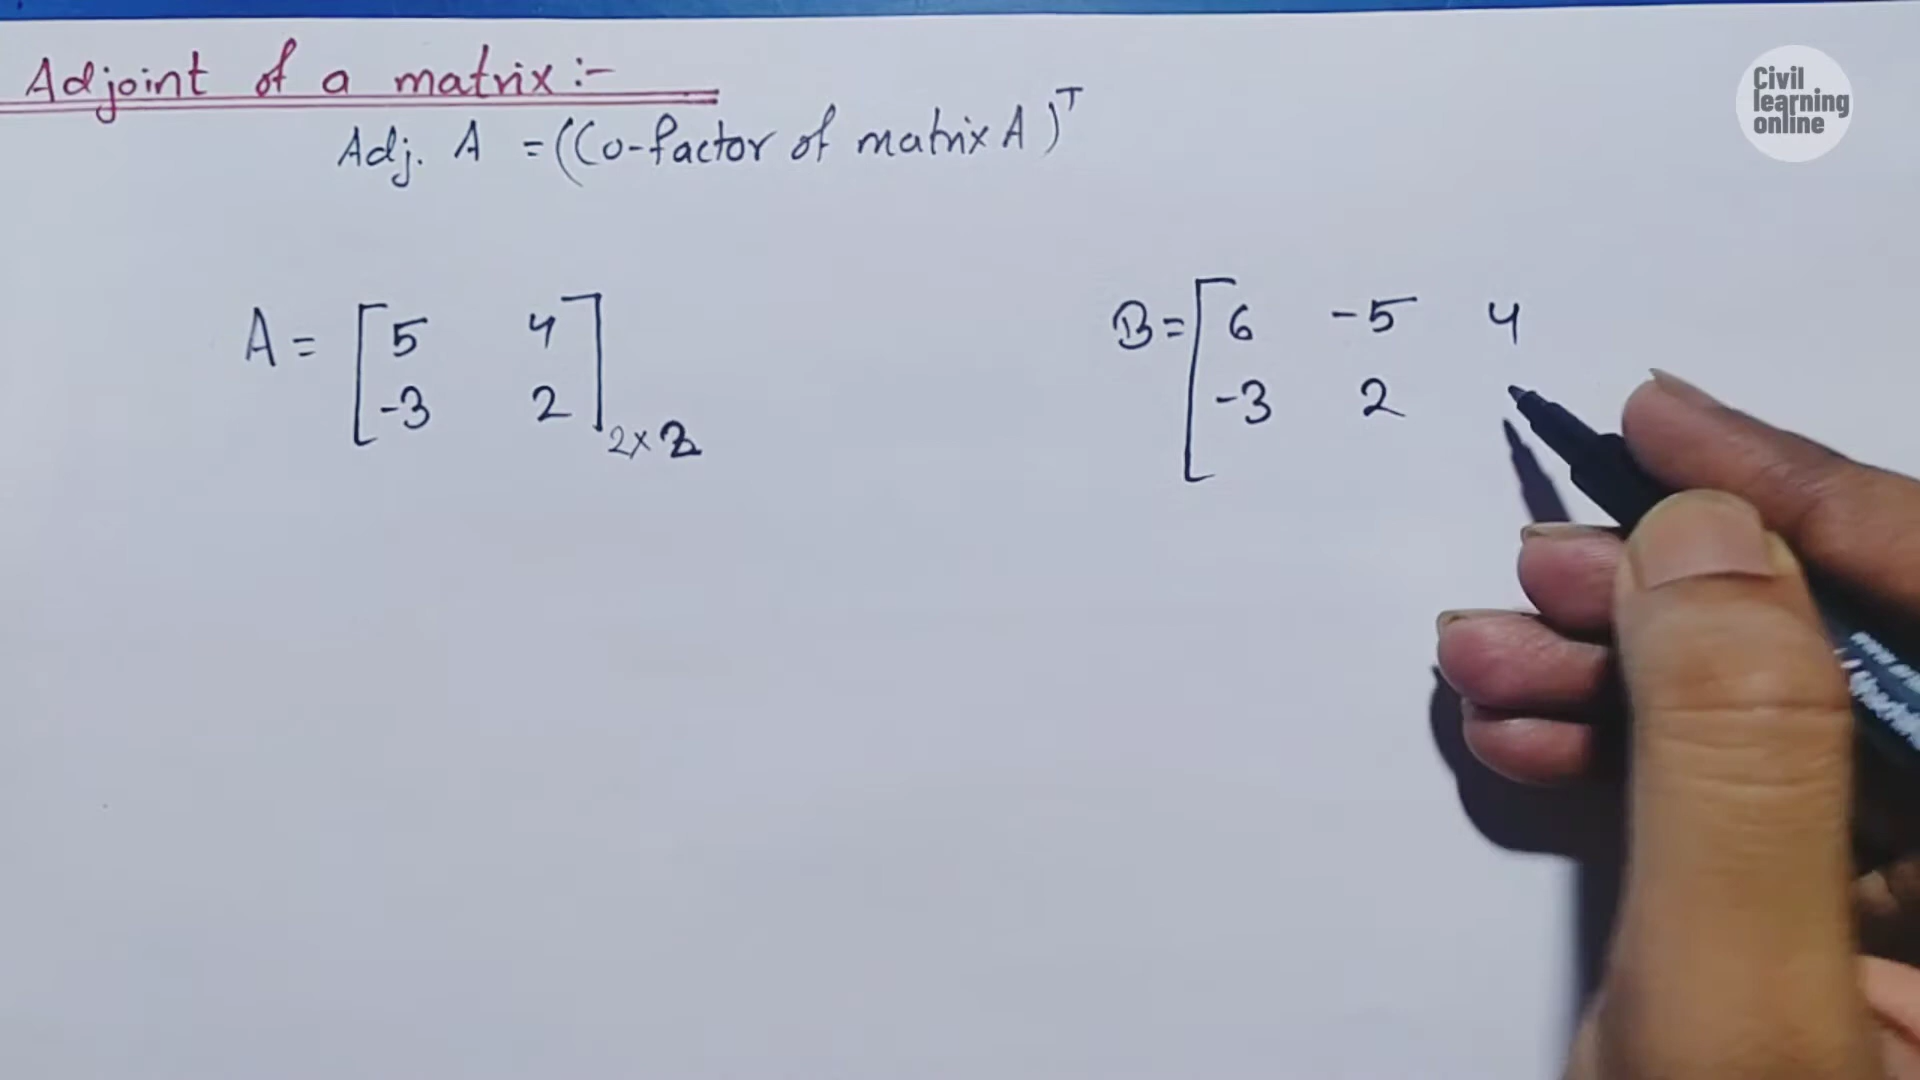 Adjoint of a matrix:-
Adj. A = (Co-factor of matrix A)ᵀ
A = [5 4
-3 2] 2×2
B = [6 -5 4
-3 2
Civil
learning
online